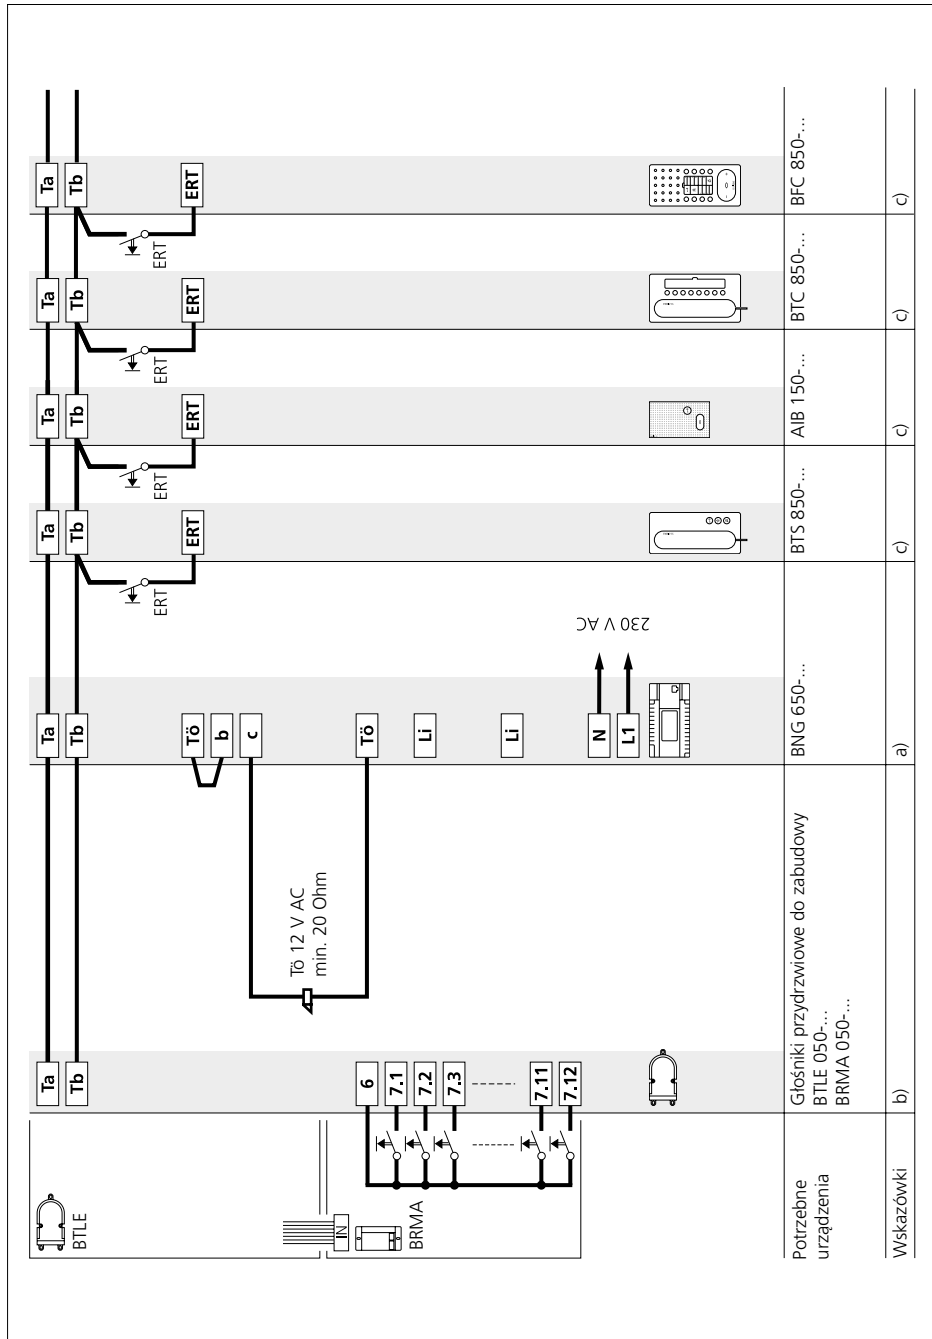 Ta Ta Ta Ta Ta Ta
Tb Tb Tb Tb Tb Tb
BTLE
ERT ERT ERT ERT
Tö ERT ERT ERT ERT
b
c
Tö 12 V AC
min. 20 Ohm
IN
6 Tö
7.1
BRMA
7.2 Li
7.3
7.11 Li
7.12
N
L1
230 V AC
Potrzebne
urządzenia
Głośniki przydrzwiowe do zabudowy
BTLE 050-...
BRMA 050-...
BNG 650-...
BTS 850-...
AIB 150-...
BTC 850-...
BFC 850-...
Wskazówki b) a) c) c) c) c)